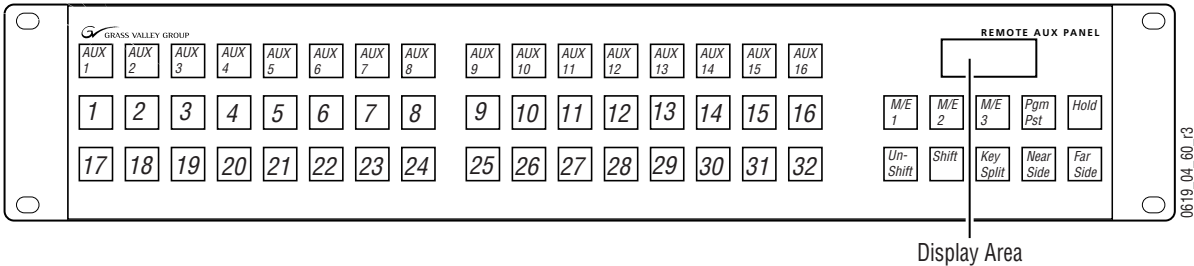 GRASS VALLEY GROUP
REMOTE AUX PANEL
AUX 1 AUX 2 AUX 3 AUX 4 AUX 5 AUX 6 AUX 7 AUX 8 AUX 9 AUX 10 AUX 11 AUX 12 AUX 13 AUX 14 AUX 15 AUX 16
1 2 3 4 5 6 7 8 9 10 11 12 13 14 15 16
M/E 1 M/E 2 M/E 3 Pgm Pst Hold
17 18 19 20 21 22 23 24 25 26 27 28 29 30 31 32
Un-Shift Shift Key Split Near Side Far Side
Display Area
0619_04_60_r3